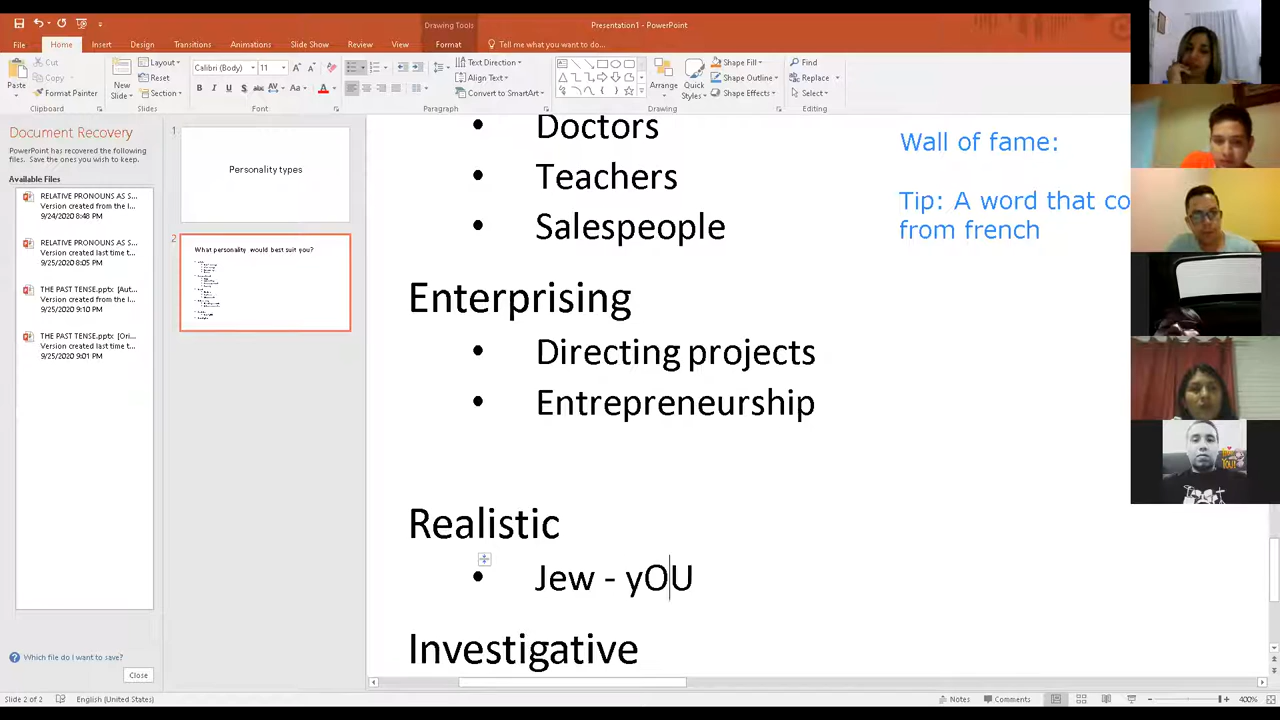 Drawing Tools
Presentation1 - PowerPoint
File Home Insert Design Transitions Animations Slide Show Review View Format Tell me what you want to do...
Cut
Copy
Format Painter
Paste
Clipboard
New
Slide
Layout
Reset
Section
Slides
Calibri (Body) 11
Font
Paragraph
Text Direction
Align Text
Convert to SmartArt
Arrange
Quick
Styles
Shape Fill
Shape Outline
Shape Effects
Drawing
Find
Replace
Select
Editing
Document Recovery
PowerPoint has recovered the following
files. Save the ones you wish to keep.
Available Files
RELATIVE PRONOUNS AS S...
Version created from the l...
9/24/2020 8:48 PM
RELATIVE PRONOUNS AS S...
Version created last time t...
9/25/2020 8:05 PM
THE PAST TENSE.pptx [Aut...
Version created from the l...
9/25/2020 9:10 PM
THE PAST TENSE.pptx [Ori...
Version created last time t...
9/25/2020 9:01 PM
Which file do I want to save?
Close
1
Personality types
2
What personality would best suit you?
• Doctors
• Teachers
• Salespeople
Enterprising
• Directing projects
• Entrepreneurship
Realistic
• Jew - yOU
Investigative
Wall of fame:
Tip: A word that co
from french
Slide 2 of 2 English (United States) Notes Comments 400%